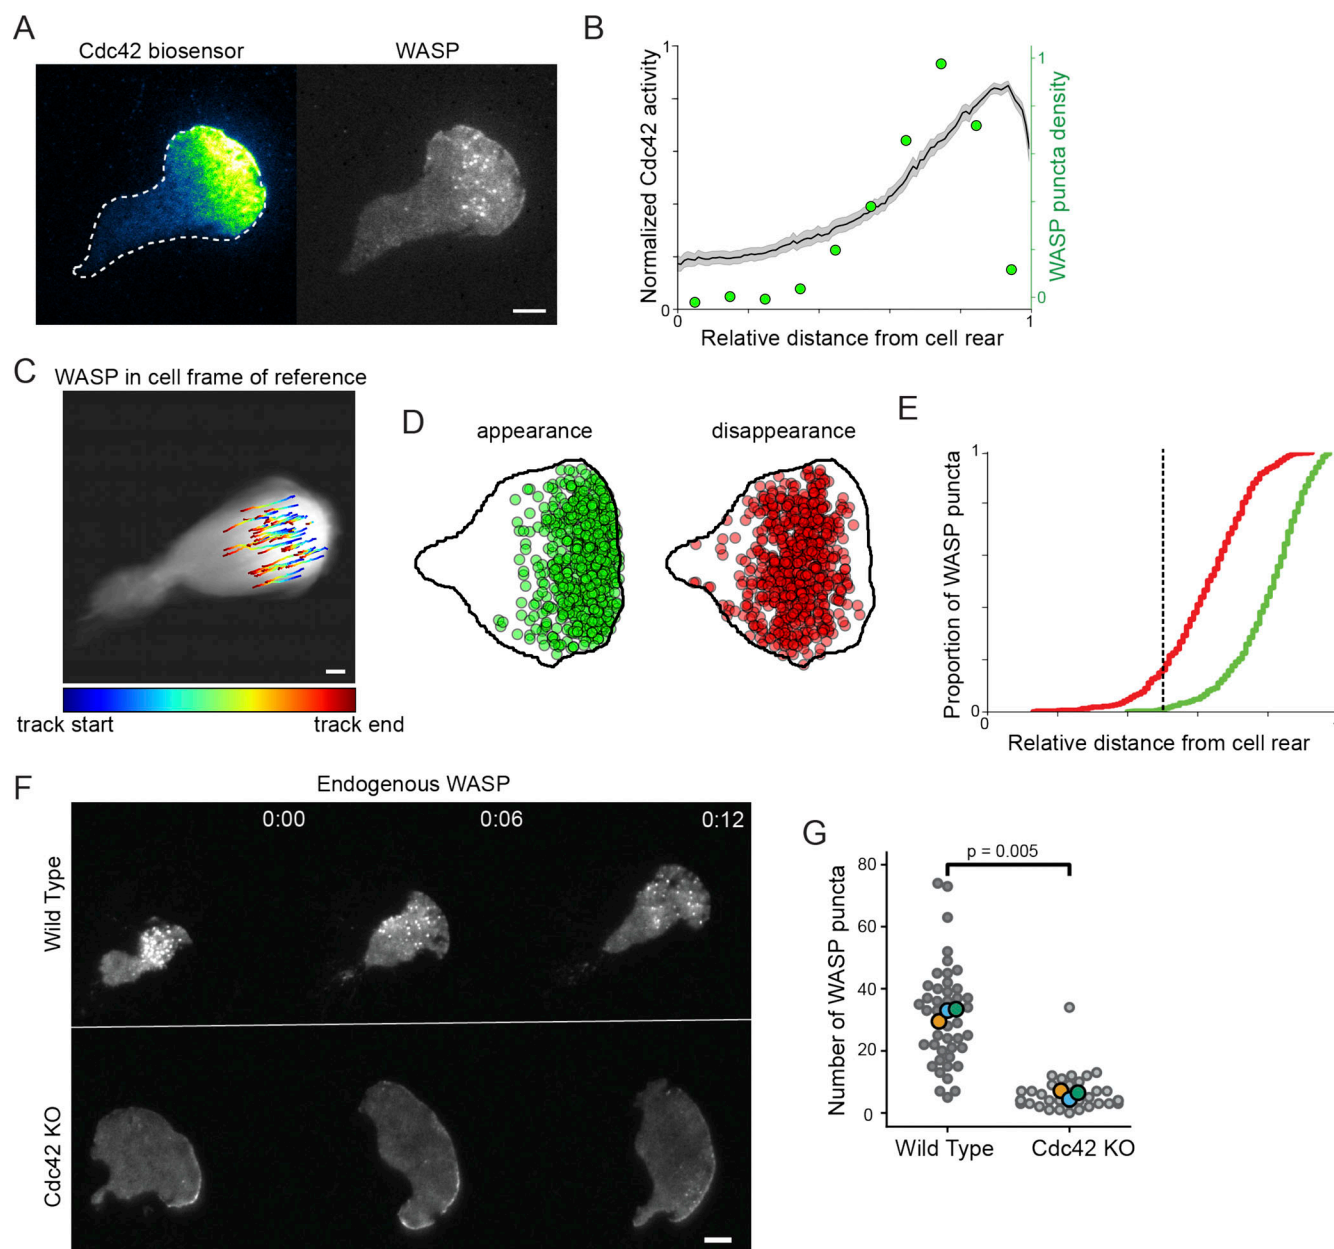 A
Cdc42 biosensor
WASP
B
Normalized Cdc42 activity
1
0
0
1
Relative distance from cell rear
1
0
WASP puncta density
C
WASP in cell frame of reference
track start
track end
D
appearance
disappearance
E
Proportion of WASP puncta
1
0
0
Relative distance from cell rear
F
Endogenous WASP
0:00
0:06
0:12
Wild Type
Cdc42 KO
G
p = 0.005
Number of WASP puncta
80
60
40
20
0
Wild Type
Cdc42 KO